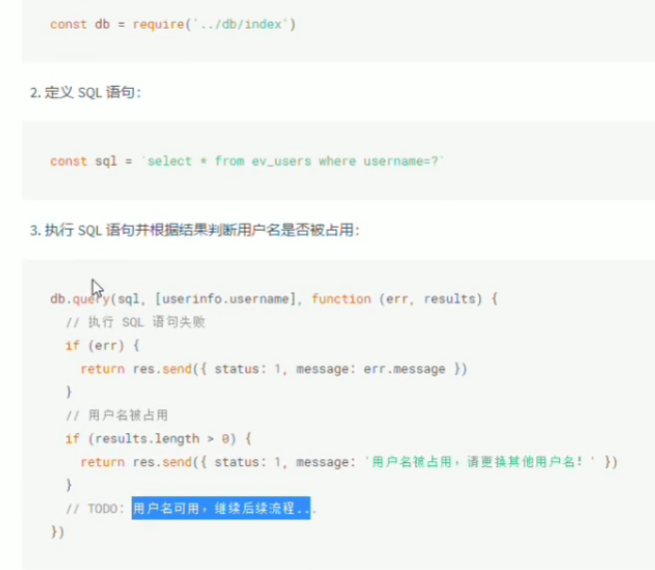 const db = require('../db/index')
2. 定义 SQL 语句：
const sql = `select * from ev_users where username=?`
3. 执行 SQL 语句并根据结果判断用户名是否被占用：
db.query(sql, [userinfo.username], function (err, results) {
// 执行 SQL 语句失败
if (err) {
return res.send({ status: 1, message: err.message })
}
// 用户名被占用
if (results.length > 0) {
return res.send({ status: 1, message: '用户名被占用，请更换其他用户名！' })
}
// TODO: 用户名可用，继续后续流程...
})